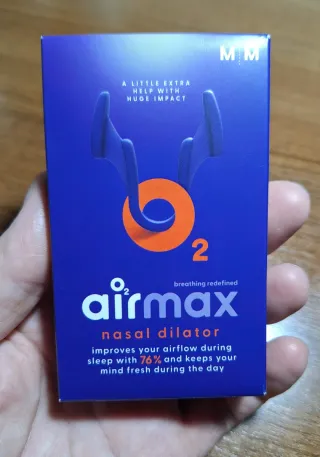 M M
A LITTLE EXTRA
HELP WITH
HUGE IMPACT
O2
breathing redefined
O2
airmax
nasal dilator
improves your airflow during
sleep with 76% and keeps your
mind fresh during the day